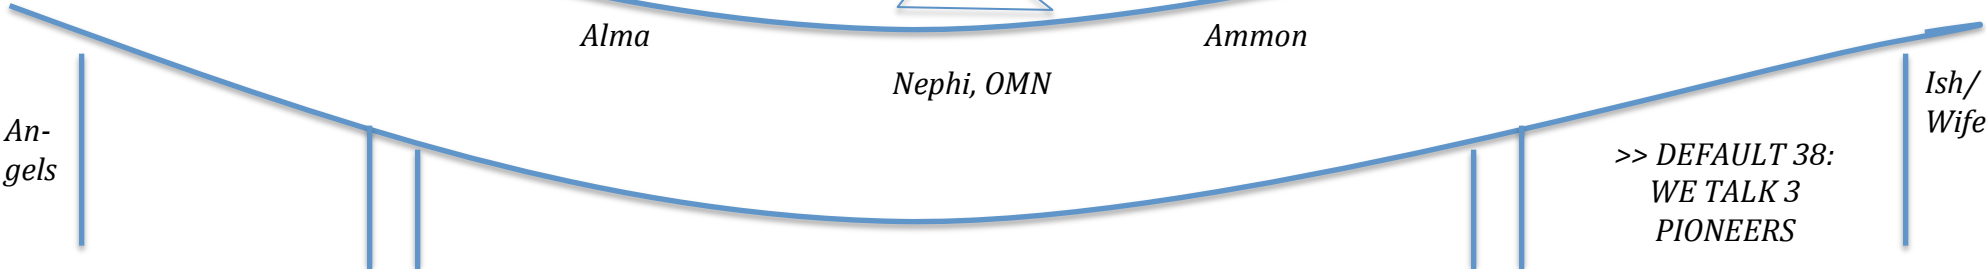 Alma
Ammon
Nephi, OMN
An-
gels
Ish/
Wife
>> DEFAULT 38:
WE TALK 3
PIONEERS